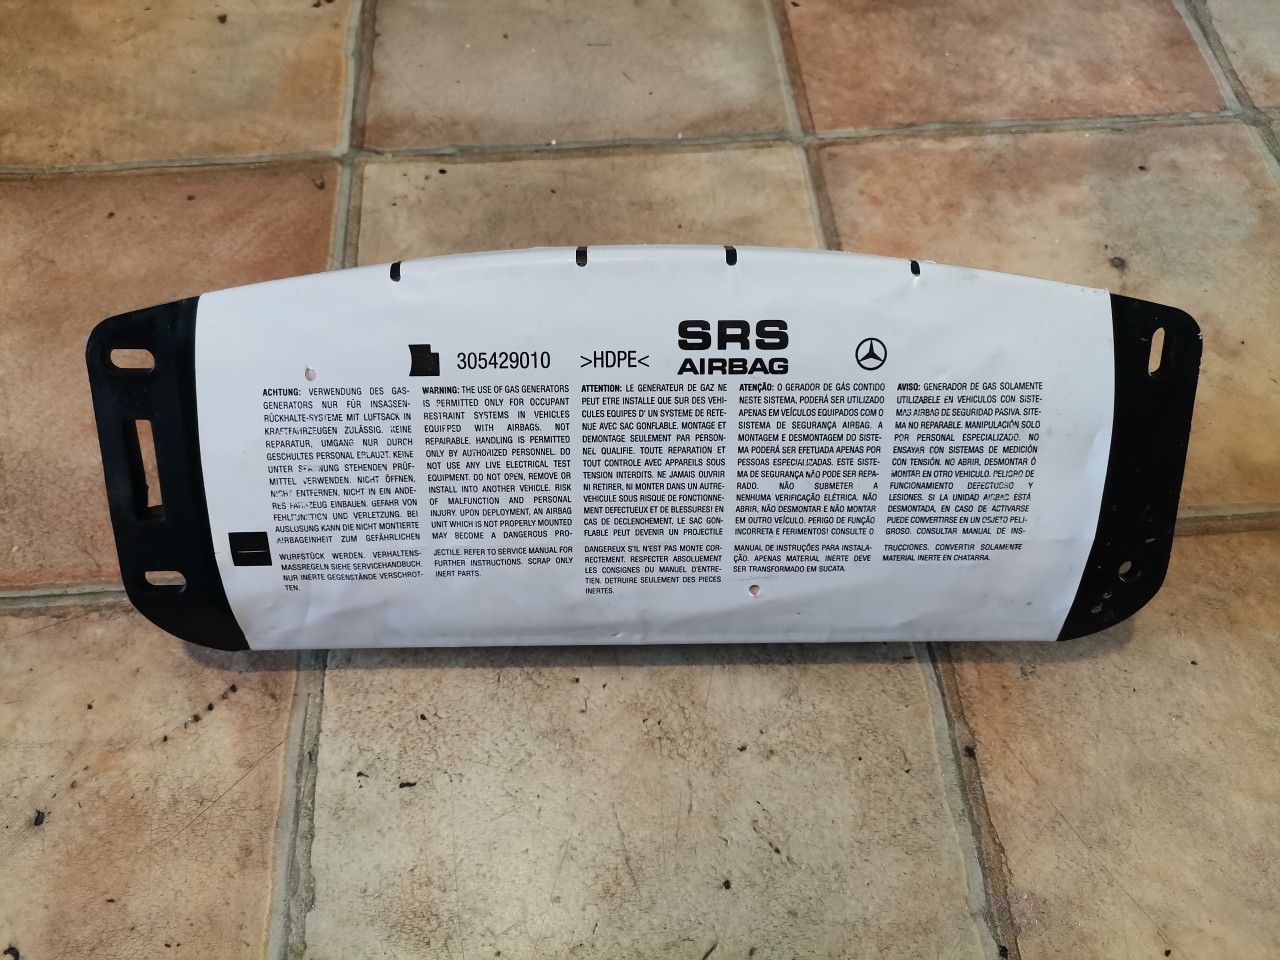 SRS
AIRBAG
305429010 >HDPE<
ACHTUNG: VERWENDUNG DES GAS-
GENERATORS NUR FÜR INSASSEN-
RÜCKHALTE-SYSTEME MIT LUFTSACK IN
KRAFTFAHRZEUGEN ZULÄSSIG. KEINE
REPARATUR, UMGANG NUR DURCH
GESCHULTES PERSONAL ERLAUBT. KEINE
UNTER SPANNUNG STEHENDEN PRÜF-
MITTEL VERWENDEN. NICHT ÖFFNEN,
NICHT ENTFERNEN, NICHT IN EIN ANDE-
RES FAHRZEUG EINBAUEN. GEFAHR VON
FEHLFUNKTION UND VERLETZUNG. BEI
AUSLÖSUNG KANN DIE NICHT MONTIERTE
AIRBAGEINHEIT ZUM GEFÄHRLICHEN
WURFSTÜCK WERDEN. VERHALTENS-
MASSREGELN SIEHE SERVICEHANDBUCH.
NUR INERTE GEGENSTÄNDE VERSCHROT-
TEN.
WARNING: THE USE OF GAS GENERATORS
IS PERMITTED ONLY FOR OCCUPANT
RESTRAINT SYSTEMS IN VEHICLES
EQUIPPED WITH AIRBAGS. NOT
REPAIRABLE, HANDLING IS PERMITTED
ONLY BY AUTHORIZED PERSONNEL. DO
NOT USE ANY LIVE ELECTRICAL TEST
EQUIPMENT. DO NOT OPEN, REMOVE OR
INSTALL INTO ANOTHER VEHICLE. RISK
OF MALFUNCTION AND PERSONAL
INJURY. UPON DEPLOYMENT, AN AIRBAG
UNIT WHICH IS NOT PROPERLY MOUNTED
MAY BECOME A DANGEROUS PRO-
JECTILE. REFER TO SERVICE MANUAL FOR
FURTHER INSTRUCTIONS. SCRAP ONLY
INERT PARTS.
ATTENTION: LE GENERATEUR DE GAZ NE
PEUT ETRE INSTALLE QUE SUR DES VEHI-
CULES EQUIPES D' UN SYSTEME DE RETE-
NUE AVEC SAC GONFLABLE. MONTAGE ET
DEMONTAGE SEULEMENT PAR PERSON-
NEL QUALIFIE. TOUTE REPARATION ET
TOUT CONTROLE AVEC APPAREILS SOUS
TENSION INTERDITS. NE JAMAIS OUVRIR
NI RETIRER, NI MONTER DANS UN AUTRE
VEHICULE SOUS RISQUE DE FONCTIONNE-
MENT DEFECTUEUX ET DE BLESSURES! EN
CAS DE DECLENCHEMENT, LE SAC GON-
FLABLE PEUT DEVENIR UN PROJECTILE
DANGEREUX S'IL N'EST PAS MONTE COR-
RECTEMENT. RESPECTER ABSOLUEMENT
LES CONSIGNES DU MANUEL D'ENTRE-
TIEN. DETRUIRE SEULEMENT DES PIECES
INERTES.
ATENÇÃO: O GERADOR DE GÁS CONTIDO
NESTE SISTEMA, PODERÁ SER UTILIZADO
APENAS EM VEÍCULOS EQUIPADOS COM O
SISTEMA DE SEGURANÇA AIRBAG. A
MONTAGEM E DESMONTAGEM DO SISTE-
MA PODERÁ SER EFETUADA APENAS POR
PESSOAS ESPECIALIZADAS. ESTE SISTE-
MA DE SEGURANÇA NÃO PODE SER REPA-
RADO. NÃO SUBMETER A
NENHUMA VERIFICAÇÃO ELÉTRICA. NÃO
ABRIR, NÃO DESMONTAR E NÃO MONTAR
EM OUTRO VEÍCULO. PERIGO DE FUNÇÃO
INCORRETA E FERIMENTOS! CONSULTE O
MANUAL DE INSTRUÇÕES PARA INSTALA-
ÇÃO. APENAS MATERIAL INERTE DEVE
SER TRANSFORMADO EM SUCATA.
AVISO: GENERADOR DE GAS SOLAMENTE
UTILIZABELE EN VEHICULOS CON SISTE-
MAS AIRBAG DE SEGURIDAD PASIVA. SITE-
MA NO REPARABLE. MANIPULACIÓN SOLO
POR PERSONAL ESPECIALIZADO. NO
ENSAYAR CON SISTEMAS DE MEDICIÓN
CON TENSIÓN. NO ABRIR, DESMONTAR Ó
MONTAR EN OTRO VEHICULO. PELIGRO DE
FUNCIONAMIENTO DEFECTUOSO Y
LESIONES. SI LA UNIDAD AIRBAG ESTÁ
DESMONTADA, EN CASO DE ACTIVARSE
PUEDE CONVERTIRSE EN UN OBJETO PELI-
GROSO. CONSULTAR MANUAL DE INS-
TRUCCIONES. CONVERTIR SOLAMENTE
MATERIAL INERTE EN CHATARRA.